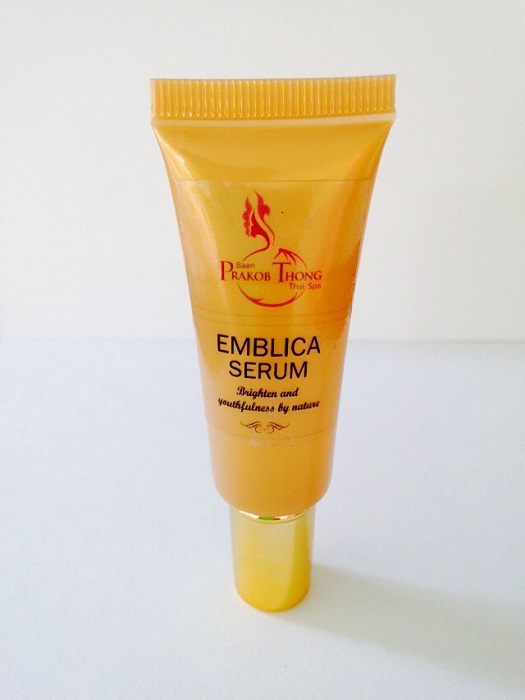 Baan
PRAKOB THONG
Thai Spa
EMBLICA
SERUM
Brighten and
youthfulness by nature